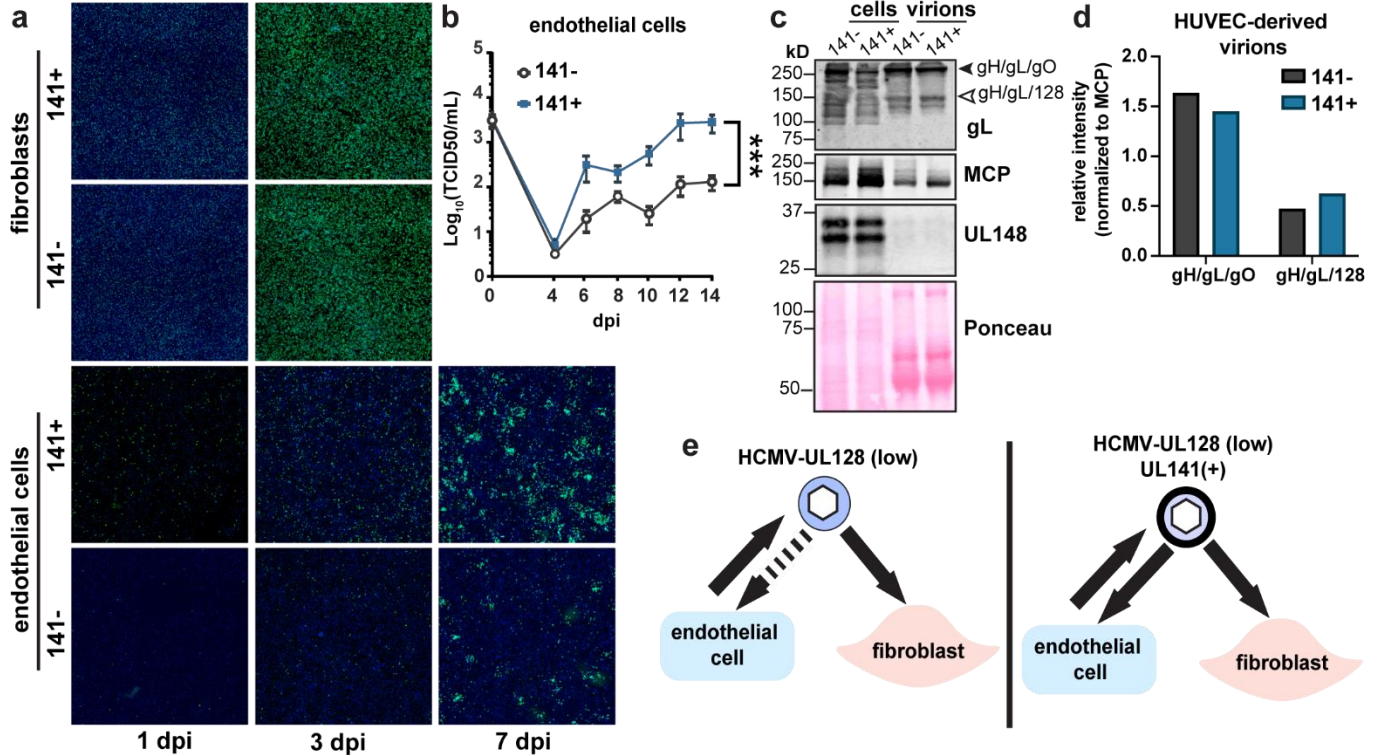 a
fibroblasts
141+
141-
endothelial cells
141+
141-
1 dpi
3 dpi
7 dpi
b
endothelial cells
141-
141+
***
Log10(TCID50/mL)
5
4
3
2
1
0
0 4 6 8 10 12 14
dpi
c
cells virions
kD 141- 141+ 141- 141+
250
150
100
75
gH/gL/gO
gH/gL/128
gL
250
150
MCP
37
25
UL148
100
75
50
Ponceau
d
HUVEC-derived
virions
141-
141+
relative intensity
(normalized to MCP)
2.0
1.5
1.0
0.5
0.0
gH/gL/gO gH/gL/128
e
HCMV-UL128 (low)
endothelial
cell
fibroblast
HCMV-UL128 (low)
UL141(+)
endothelial
cell
fibroblast